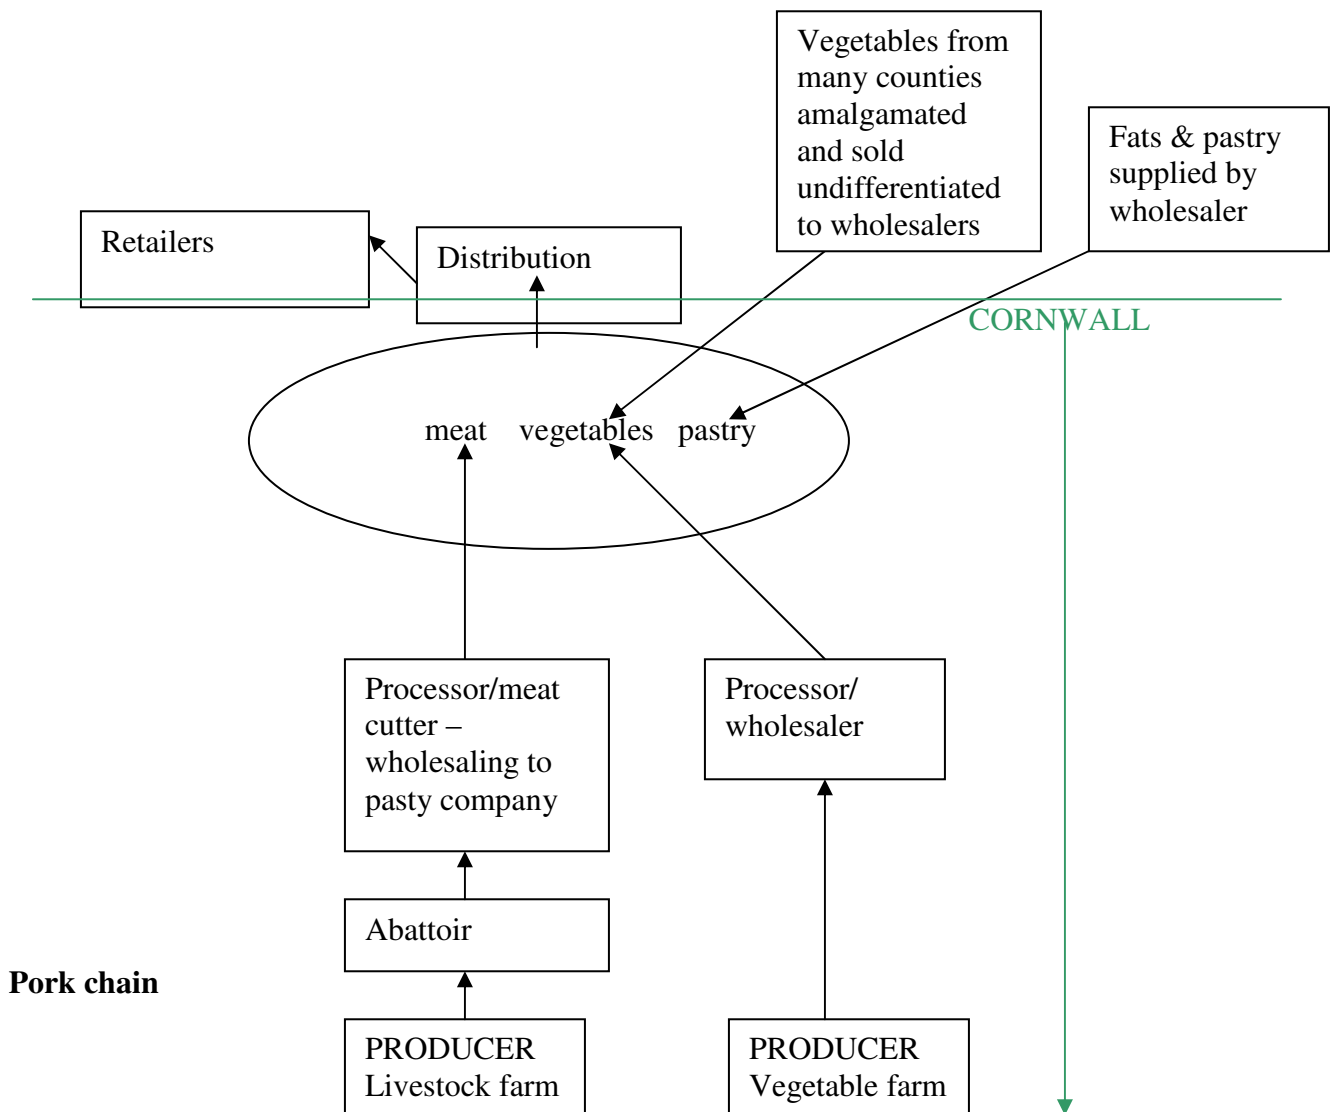 Vegetables from
many counties
amalgamated
and sold
undifferentiated
to wholesalers
Fats & pastry
supplied by
wholesaler
Retailers
Distribution
CORNWALL
meat vegetables pastry
Processor/meat
cutter –
wholesaling to
pasty company
Processor/
wholesaler
Abattoir
Pork chain
PRODUCER
Livestock farm
PRODUCER
Vegetable farm